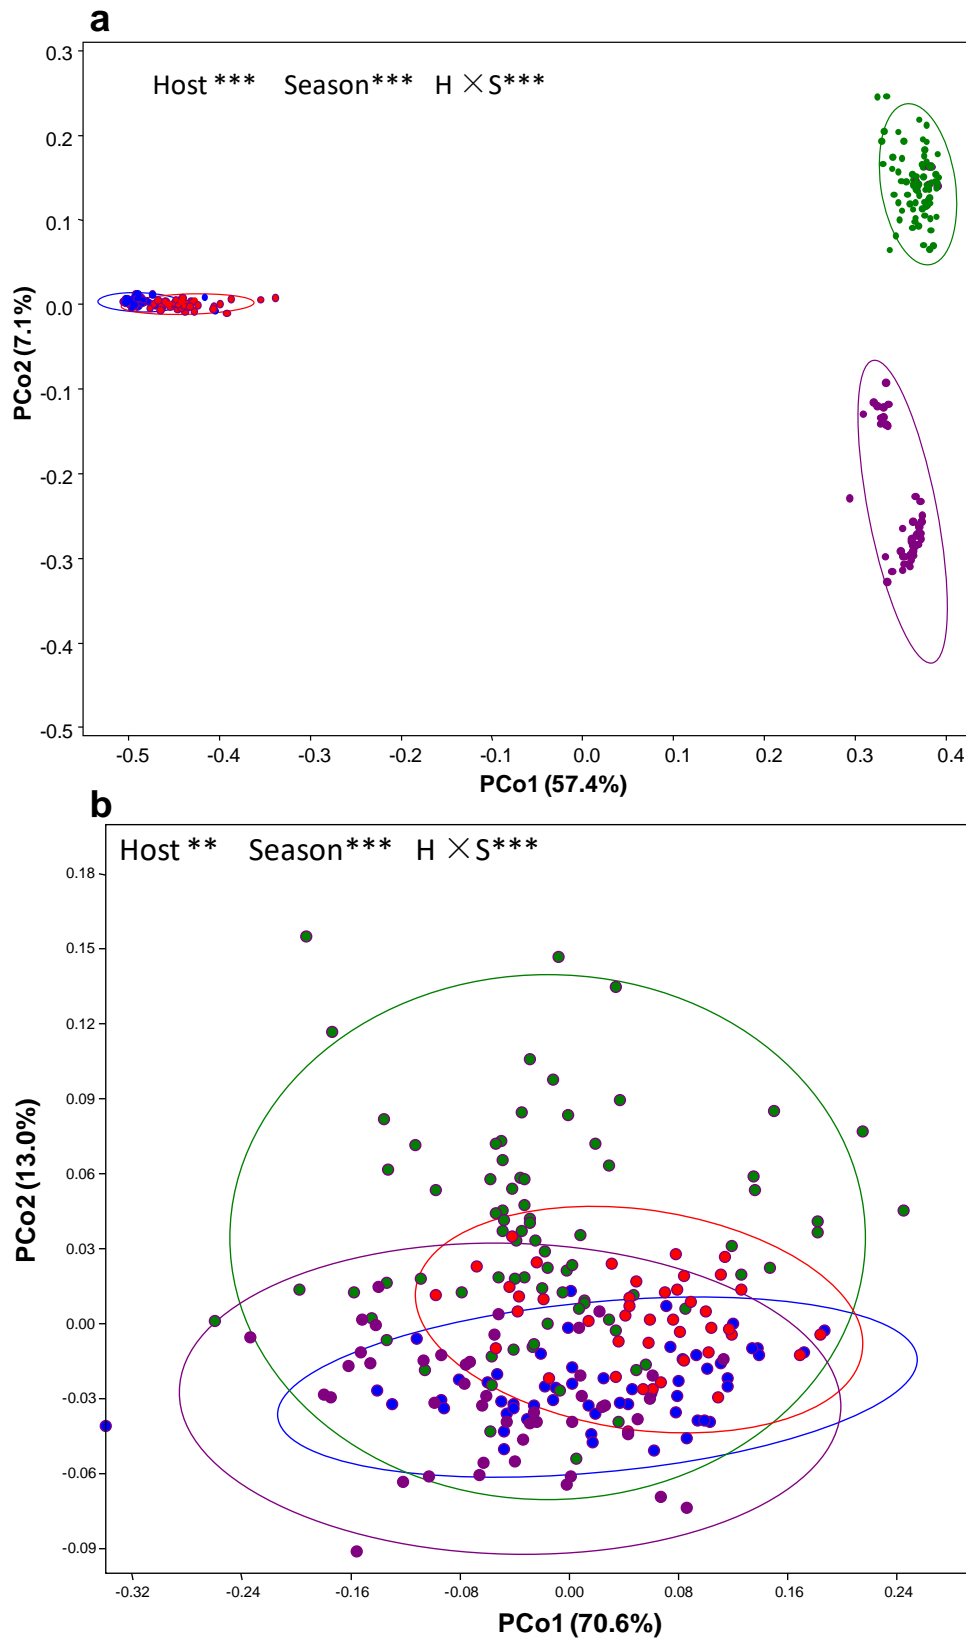 a
Host *** Season*** H ×S***
0.3
0.2
0.1
0.0
-0.1
-0.2
-0.3
-0.4
-0.5
PCo2 (7.1%)
-0.5 -0.4 -0.3 -0.2 -0.1 0.0 0.1 0.2 0.3 0.4
PCo1 (57.4%)
b
Host ** Season*** H ×S***
0.18
0.15
0.12
0.09
0.06
0.03
0.00
-0.03
-0.06
-0.09
PCo2 (13.0%)
-0.32 -0.24 -0.16 -0.08 0.00 0.08 0.16 0.24
PCo1 (70.6%)